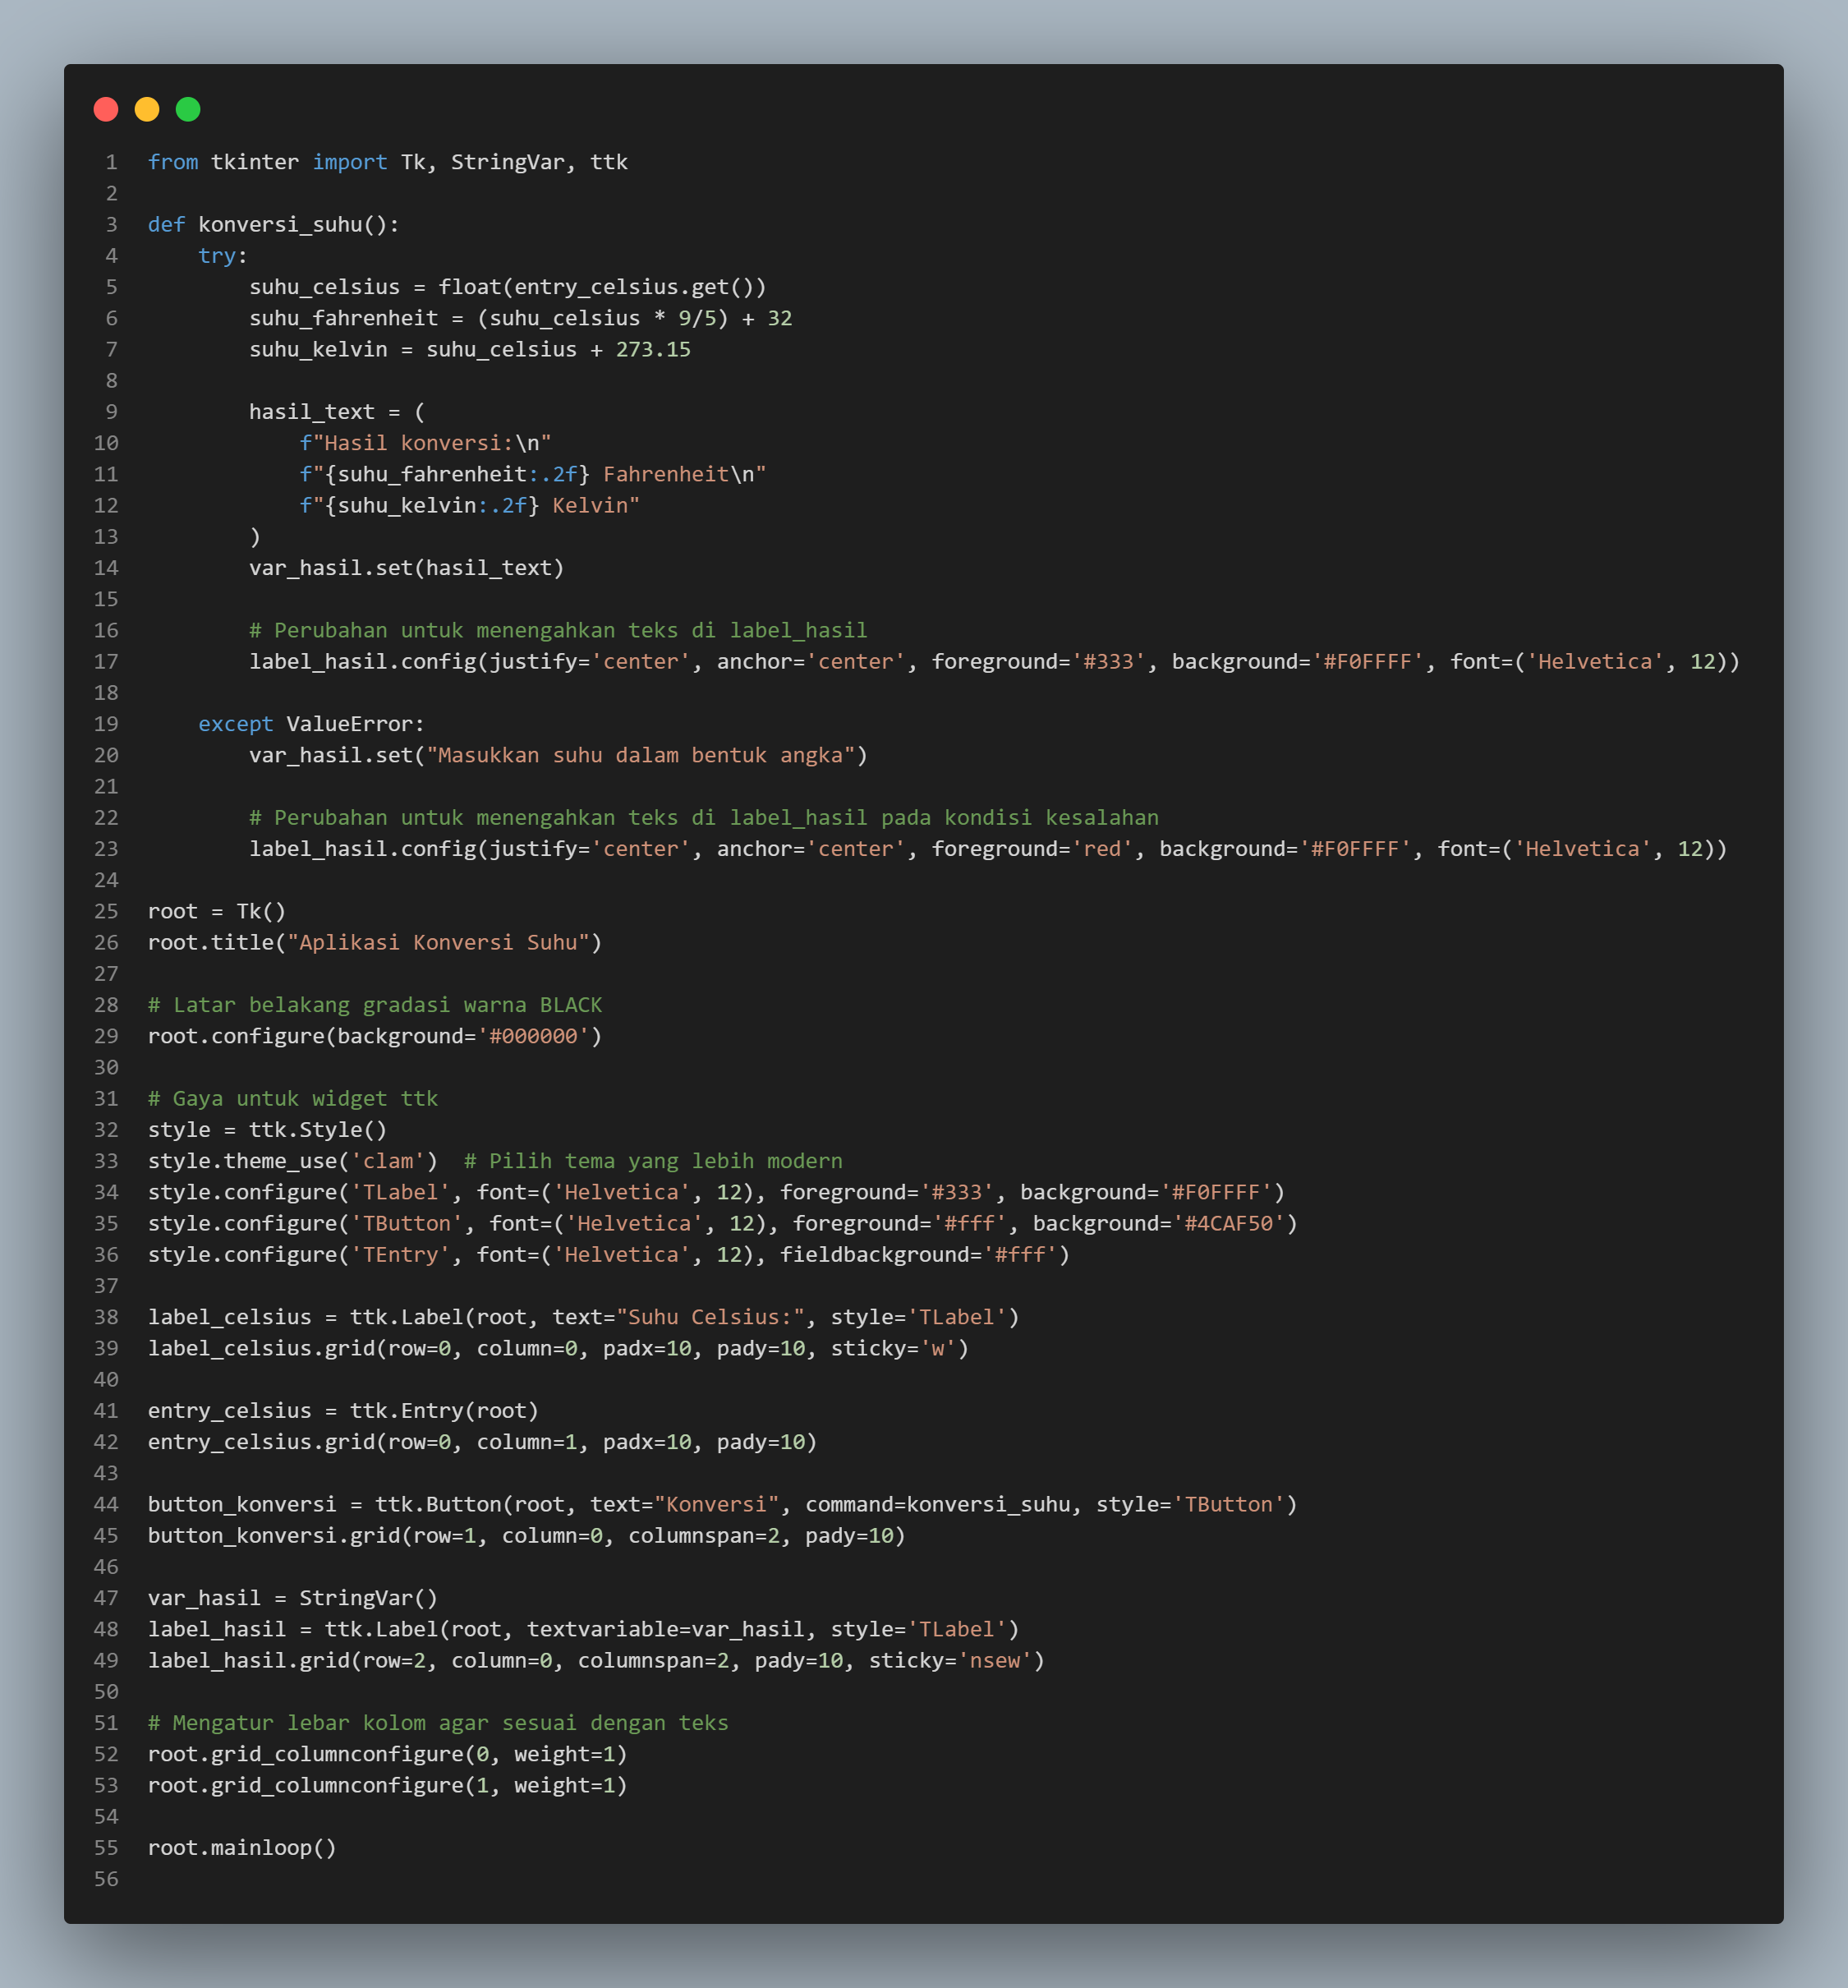 1 from tkinter import Tk, StringVar, ttk
2
3 def konversi_suhu():
4     try:
5         suhu_celsius = float(entry_celsius.get())
6         suhu_fahrenheit = (suhu_celsius * 9/5) + 32
7         suhu_kelvin = suhu_celsius + 273.15
8
9         hasil_text = (
10             f"Hasil konversi:\n"
11             f"{suhu_fahrenheit:.2f} Fahrenheit\n"
12             f"{suhu_kelvin:.2f} Kelvin"
13         )
14         var_hasil.set(hasil_text)
15
16         # Perubahan untuk menengahkan teks di label_hasil
17         label_hasil.config(justify='center', anchor='center', foreground='#333', background='#F0FFFF', font=('Helvetica', 12))
18
19     except ValueError:
20         var_hasil.set("Masukkan suhu dalam bentuk angka")
21
22         # Perubahan untuk menengahkan teks di label_hasil pada kondisi kesalahan
23         label_hasil.config(justify='center', anchor='center', foreground='red', background='#F0FFFF', font=('Helvetica', 12))
24
25 root = Tk()
26 root.title("Aplikasi Konversi Suhu")
27
28 # Latar belakang gradasi warna BLACK
29 root.configure(background='#000000')
30
31 # Gaya untuk widget ttk
32 style = ttk.Style()
33 style.theme_use('clam')  # Pilih tema yang lebih modern
34 style.configure('TLabel', font=('Helvetica', 12), foreground='#333', background='#F0FFFF')
35 style.configure('TButton', font=('Helvetica', 12), foreground='#fff', background='#4CAF50')
36 style.configure('TEntry', font=('Helvetica', 12), fieldbackground='#fff')
37
38 label_celsius = ttk.Label(root, text="Suhu Celsius:", style='TLabel')
39 label_celsius.grid(row=0, column=0, padx=10, pady=10, sticky='w')
40
41 entry_celsius = ttk.Entry(root)
42 entry_celsius.grid(row=0, column=1, padx=10, pady=10)
43
44 button_konversi = ttk.Button(root, text="Konversi", command=konversi_suhu, style='TButton')
45 button_konversi.grid(row=1, column=0, columnspan=2, pady=10)
46
47 var_hasil = StringVar()
48 label_hasil = ttk.Label(root, textvariable=var_hasil, style='TLabel')
49 label_hasil.grid(row=2, column=0, columnspan=2, pady=10, sticky='nsew')
50
51 # Mengatur lebar kolom agar sesuai dengan teks
52 root.grid_columnconfigure(0, weight=1)
53 root.grid_columnconfigure(1, weight=1)
54
55 root.mainloop()
56